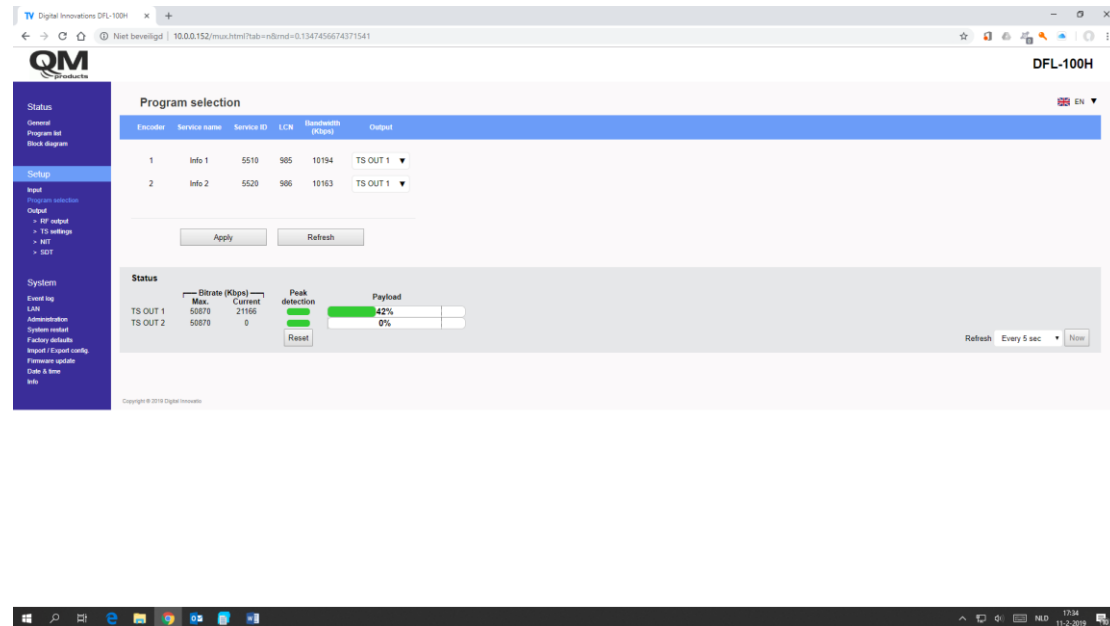 TV Digital Innovations DFL-100H
Niet beveiligd 10.0.0.152/mux.html?tab=n&rnd=0.1347456674371541
QM
products
DFL-100H
Status
General
Program list
Block diagram
Setup
Input
Program selection
Output
> RF output
> TS settings
> NIT
> SDT
System
Event log
LAN
Administration
System restart
Factory defaults
Import / Export config.
Firmware update
Date & time
Info
Program selection
EN ▼
Encoder Service name Service ID LCN Bandwidth (Kbps) Output
1 Info 1 5510 985 10194 TS OUT 1 ▼
2 Info 2 5520 986 10163 TS OUT 1 ▼
Apply Refresh
Status
Bitrate (Kbps) Peak
Max. Current detection Payload
TS OUT 1 50870 21166 42%
TS OUT 2 50870 0 0%
Reset
Refresh Every 5 sec ▼ Now
Copyright © 2019 Digital Innovatio
NLD 17:34
11-2-2019